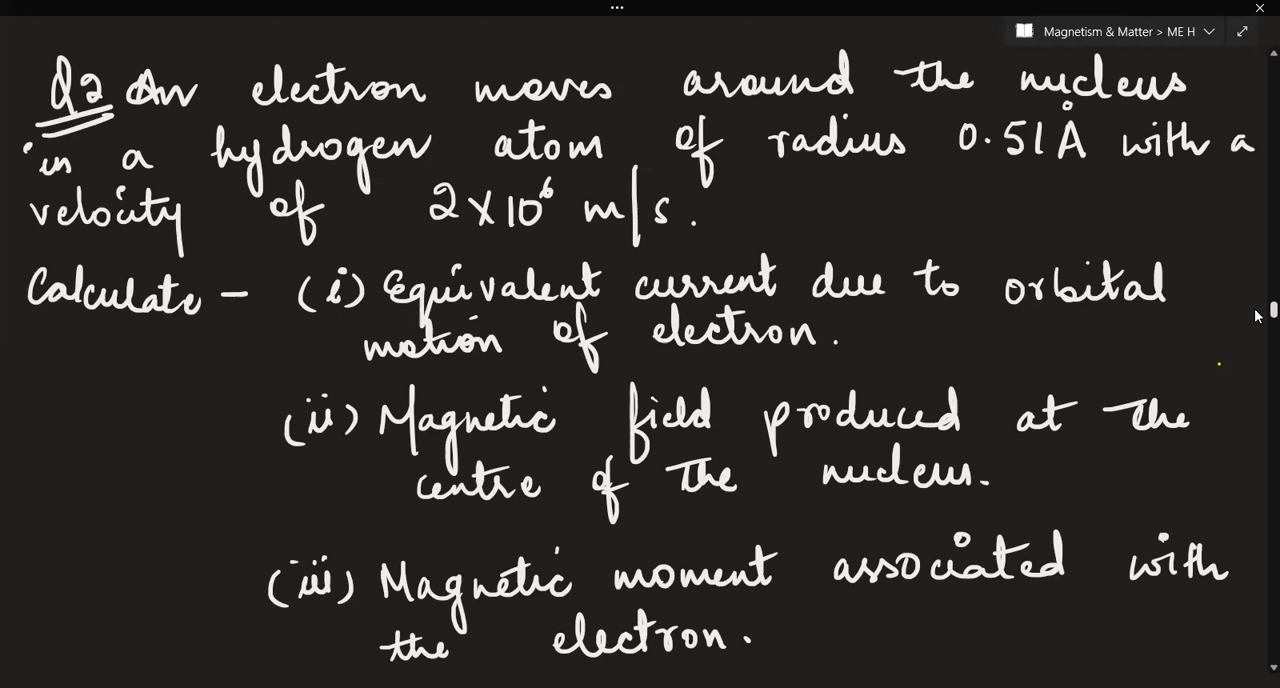 Magnetism & Matter > ME H
Q2 An electron moves around the nucleus
in a hydrogen atom of radius 0.51 Å with a
velocity of 2×10⁶ m/s.
Calculate - (i) Equivalent current due to orbital
motion of electron.
(ii) Magnetic field produced at the
centre of the nucleus.
(iii) Magnetic moment associated with
the electron.